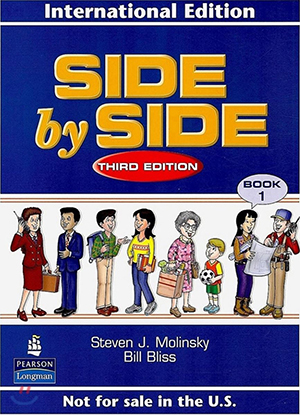 International Edition
SIDE
by SIDE
THIRD EDITION
BOOK
1
Steven J. Molinsky
Bill Bliss
PEARSON
Longman
Not for sale in the U.S.